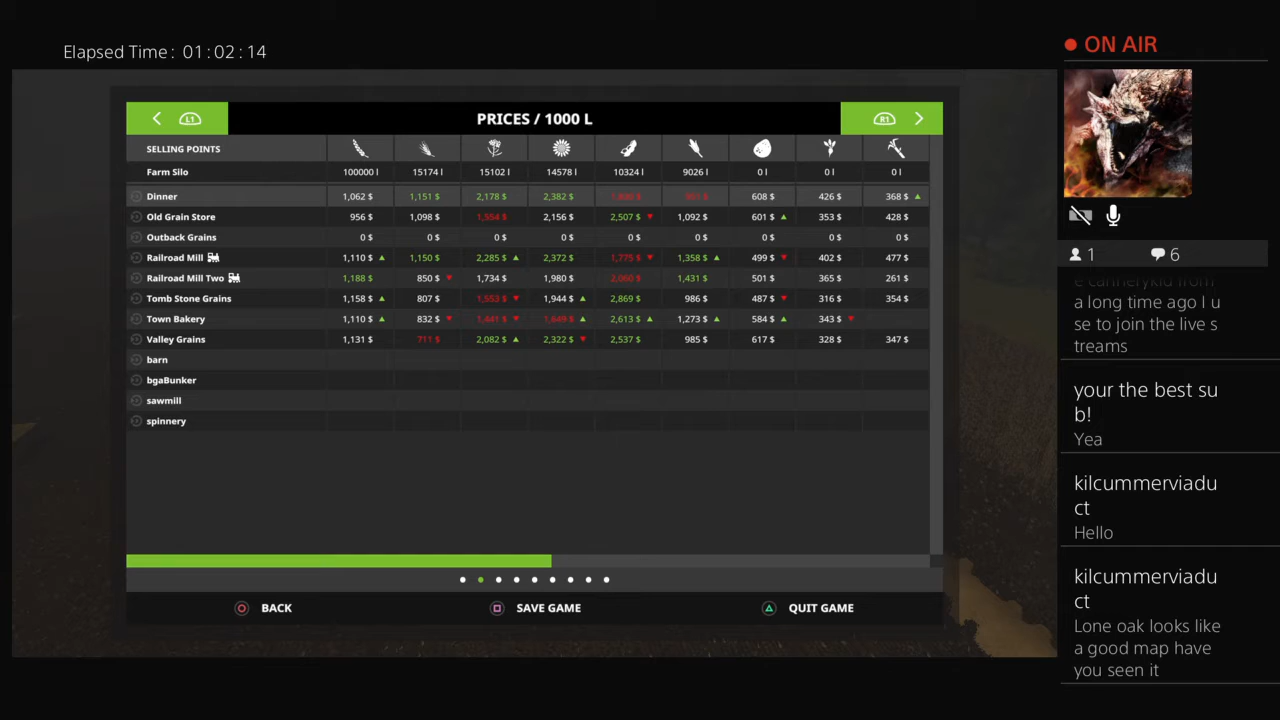 Elapsed Time: 01:02:14
ON AIR
L1 PRICES / 1000 L R1
SELLING POINTS
Farm Silo 100000 l 15174 l 15102 l 14578 l 10324 l 9026 l 0 l 0 l 0 l
Dinner 1,062 $ 1,151 $ 2,178 $ 2,382 $ 608 $ 426 $ 368 $
Old Grain Store 956 $ 1,098 $ 1,554 $ 2,156 $ 2,507 $ 1,092 $ 601 $ 353 $ 428 $
Outback Grains 0 $ 0 $ 0 $ 0 $ 0 $ 0 $ 0 $ 0 $ 0 $
Railroad Mill 1,110 $ 1,150 $ 2,285 $ 2,372 $ 1,775 $ 1,358 $ 499 $ 402 $ 477 $
Railroad Mill Two 1,188 $ 850 $ 1,734 $ 1,980 $ 2,060 $ 1,431 $ 501 $ 365 $ 261 $
Tomb Stone Grains 1,158 $ 807 $ 1,553 $ 1,944 $ 2,869 $ 986 $ 487 $ 316 $ 354 $
Town Bakery 1,110 $ 832 $ 1,441 $ 1,649 $ 2,613 $ 1,273 $ 584 $ 343 $
Valley Grains 1,131 $ 711 $ 2,082 $ 2,322 $ 2,537 $ 985 $ 617 $ 328 $ 347 $
barn
bgaBunker
sawmill
spinnery
BACK SAVE GAME QUIT GAME
1 6
e cannerykid from
a long time ago I u
se to join the live s
treams
your the best su
b!
Yea
kilcummerviadu
ct
Hello
kilcummerviadu
ct
Lone oak looks like
a good map have
you seen it